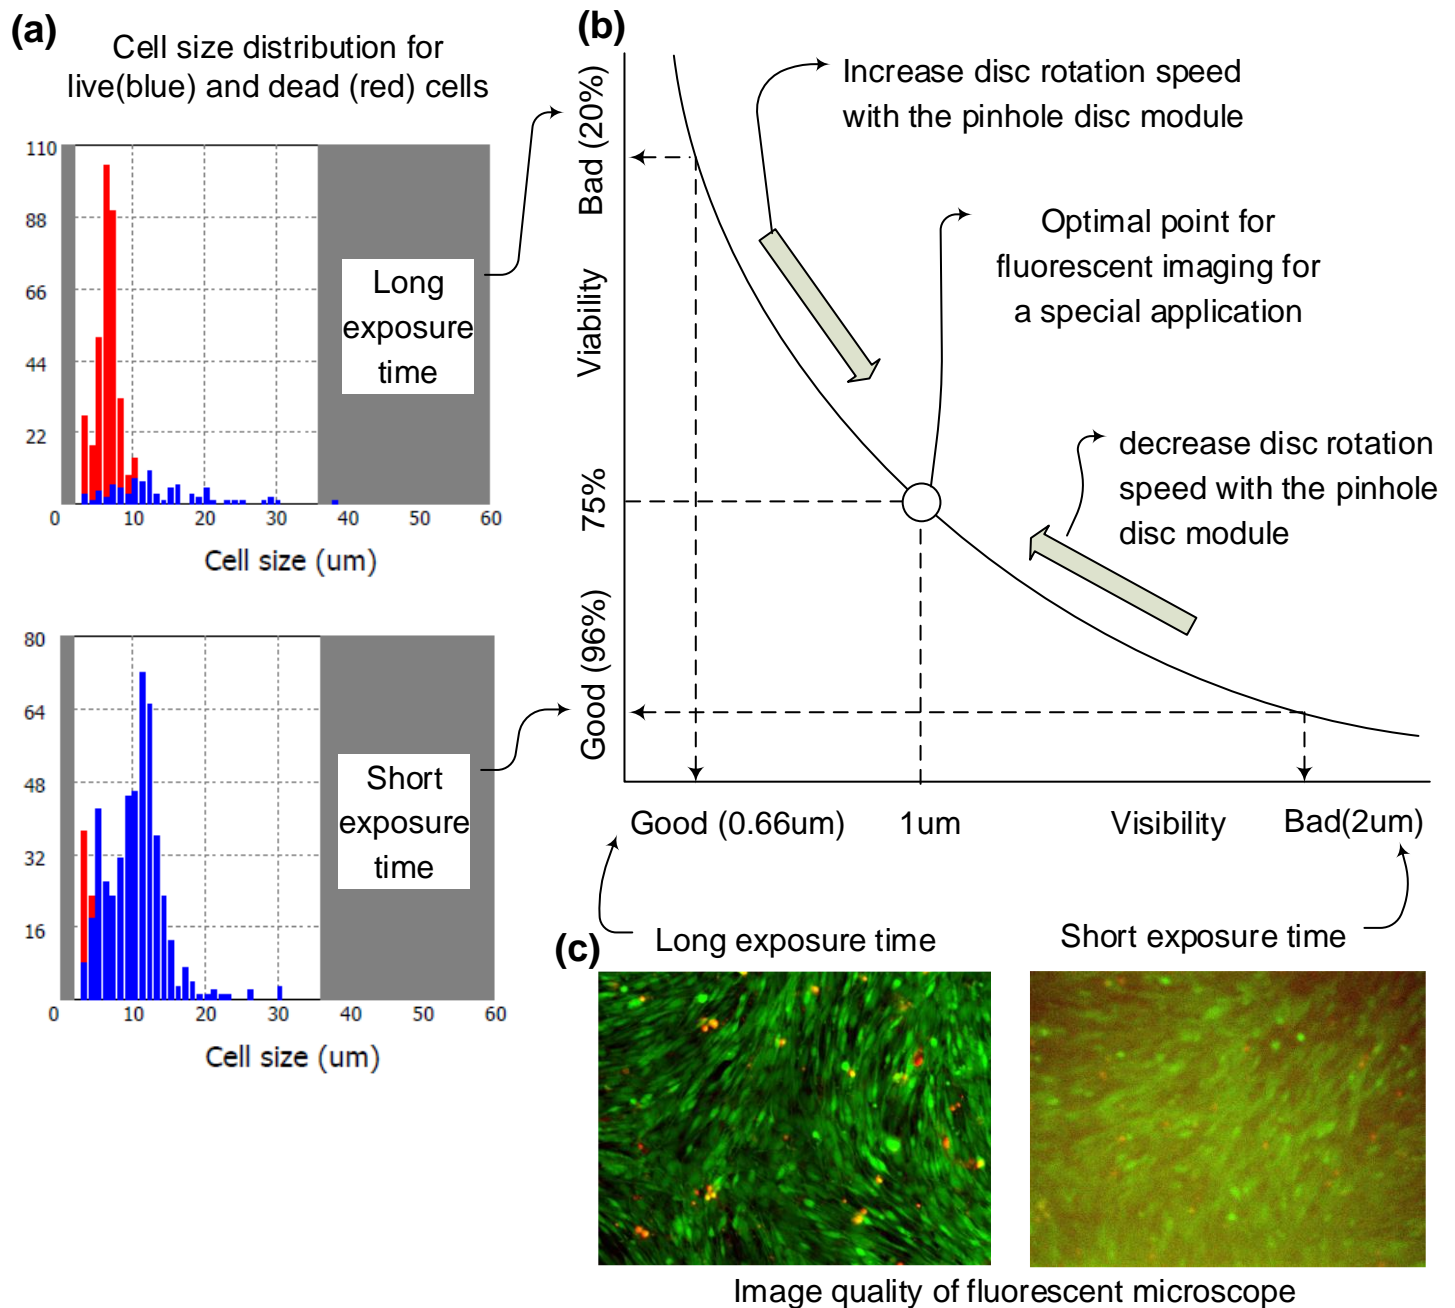 (a)
Cell size distribution for
live(blue) and dead (red) cells
110
88
66
44
22
0
10
20
30
40
50
60
Long
exposure
time
Cell size (um)
80
64
48
32
16
0
10
20
30
40
50
60
Short
exposure
time
Cell size (um)
(b)
Bad (20%)
Viability
75%
Good (96%)
Increase disc rotation speed
with the pinhole disc module
Optimal point for
fluorescent imaging for
a special application
decrease disc rotation
speed with the pinhole
disc module
Good (0.66um)
1um
Visibility
Bad(2um)
(c)
Long exposure time
Short exposure time
Image quality of fluorescent microscope